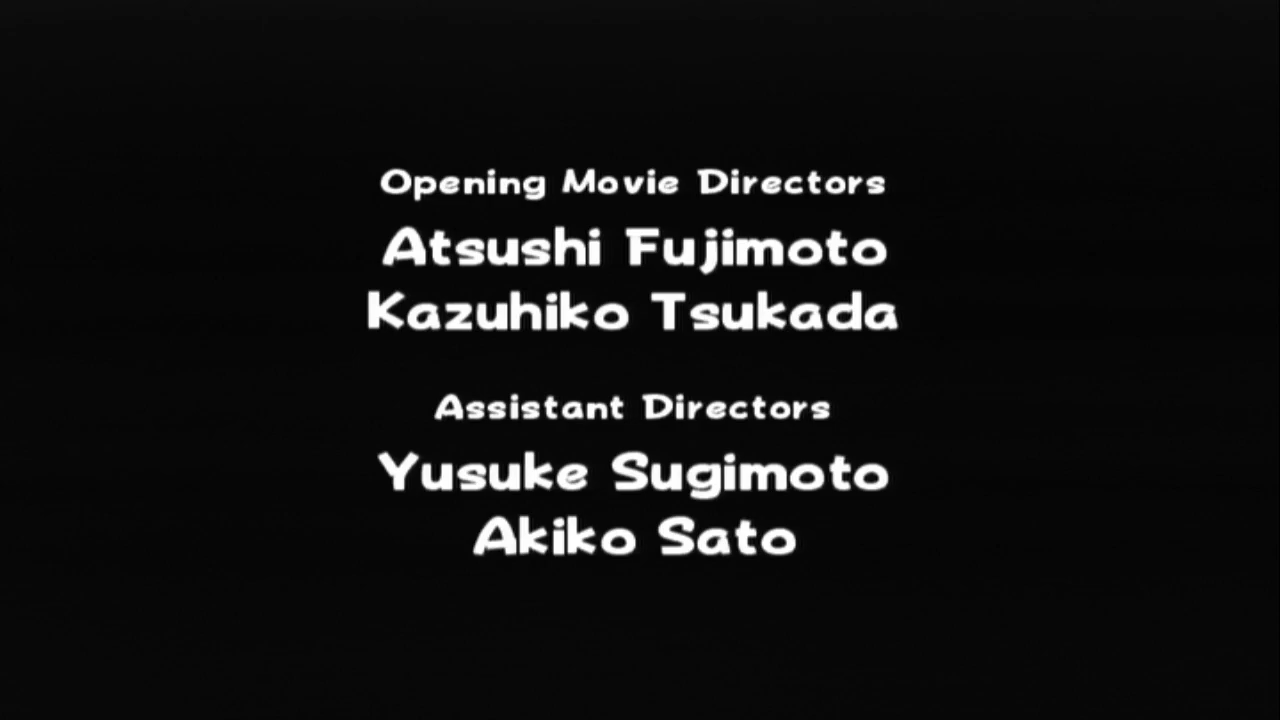 Opening Movie Directors
Atsushi Fujimoto
Kazuhiko Tsukada
Assistant Directors
Yusuke Sugimoto
Akiko Sato